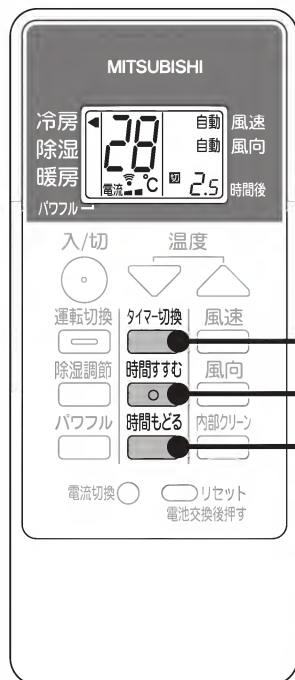 MITSUBISHI
冷房 28 自動 風速
除湿 自動 風向
暖房 電流 °C 切 2.5 時間後
パワフル
入/切 温度
運転切換 タイマー切換 風速
除湿調節 時間すすむ 風向
パワフル 時間もどる 内部クリーン
電流切換 リセット
電池交換後押す